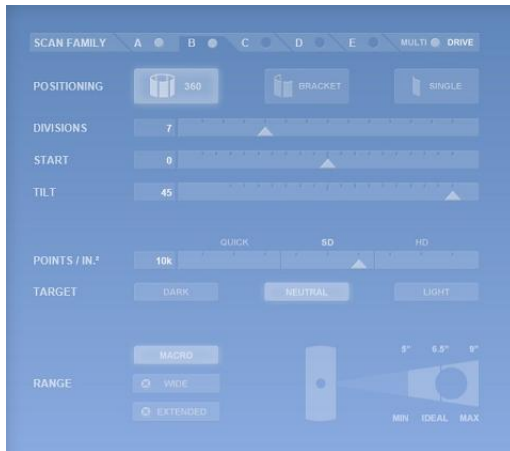 SCAN FAMILY A B C D E MULTI DRIVE
POSITIONING 360 BRACKET SINGLE
DIVISIONS 7
START 0
TILT 45
QUICK SD HD
POINTS / IN.² 10k
TARGET DARK NEUTRAL LIGHT
MACRO
5" 6.5" 9"
RANGE WIDE
EXTENDED
MIN IDEAL MAX